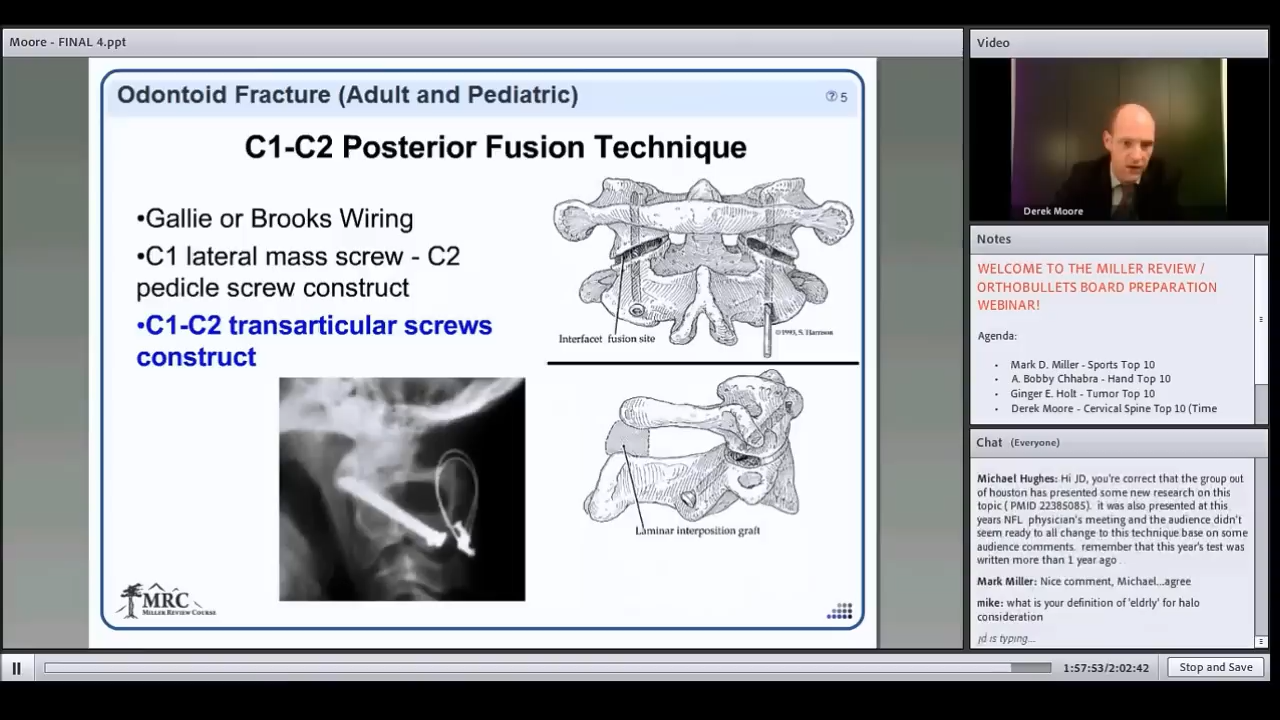 Moore - FINAL 4.ppt
Odontoid Fracture (Adult and Pediatric)
? 5
C1-C2 Posterior Fusion Technique
•Gallie or Brooks Wiring
•C1 lateral mass screw - C2
pedicle screw construct
•C1-C2 transarticular screws
construct
Interfacet fusion site
©1993, S. Harrison
Laminar interposition graft
MRC
MILLER REVIEW COURSE
Video
Derek Moore
Notes
WELCOME TO THE MILLER REVIEW /
ORTHOBULLETS BOARD PREPARATION
WEBINAR!
Agenda:
• Mark D. Miller - Sports Top 10
• A. Bobby Chhabra - Hand Top 10
• Ginger E. Holt - Tumor Top 10
• Derek Moore - Cervical Spine Top 10 (Time
Chat (Everyone)
Michael Hughes: Hi JD, you're correct that the group out
of houston has presented some new research on this
topic ( PMID 22385085). it was also presented at this
years NFL physician's meeting and the audience didn't
seem ready to all change to this technique base on some
audience comments. remember that this year's test was
written more than 1 year ago .
Mark Miller: Nice comment, Michael...agree
mike: what is your definition of 'eldrly' for halo
consideration
jd is typing...
1:57:53/2:02:42
Stop and Save